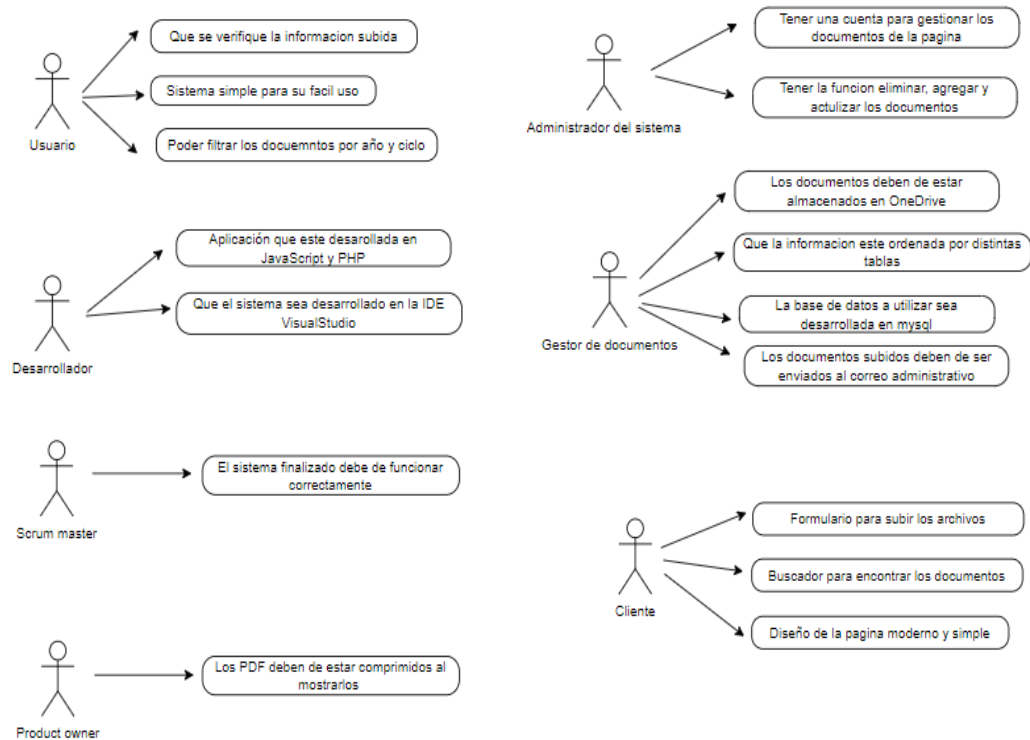 Que se verifique la informacion subida
Sistema simple para su facil uso
Usuario
Poder filtrar los docuemntos por año y ciclo
Aplicación que este desarollada en
JavaScript y PHP
Que el sistema sea desarrollado en la IDE
VisualStudio
Desarrollador
El sistema finalizado debe de funcionar
correctamente
Scrum master
Los PDF deben de estar comprimidos al
mostrarlos
Product owner
Tener una cuenta para gestionar los
documentos de la pagina
Tener la funcion eliminar, agregar y
actulizar los documentos
Administrador del sistema
Los documentos deben de estar
almacenados en OneDrive
Que la informacion este ordenada por distintas
tablas
La base de datos a utilizar sea
desarrollada en mysql
Gestor de documentos
Los documentos subidos deben de ser
enviados al correo administrativo
Formulario para subir los archivos
Buscador para encontrar los documentos
Cliente
Diseño de la pagina moderno y simple